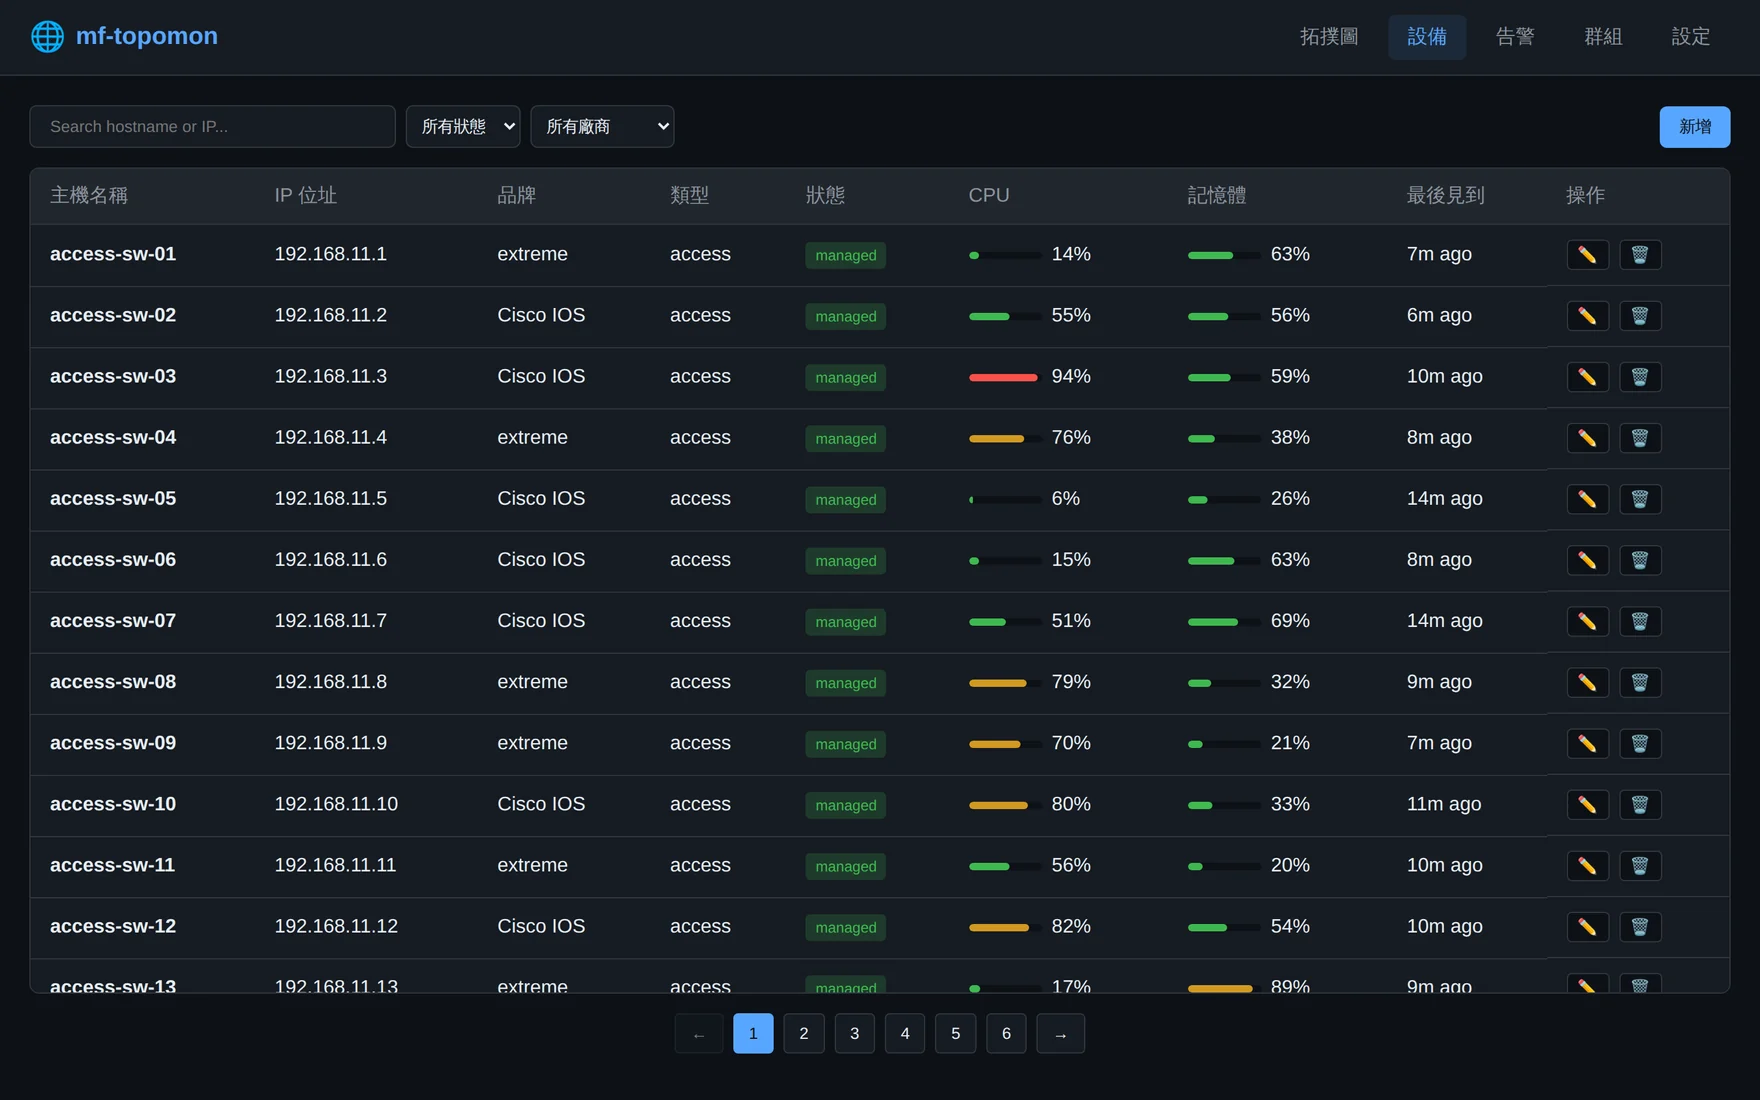 mf-topomon
拓撲圖 設備 告警 群組 設定
Search hostname or IP... 所有狀態 所有廠商 新增
主機名稱 IP 位址 品牌 類型 狀態 CPU 記憶體 最後見到 操作
access-sw-01 192.168.11.1 extreme access managed 14% 63% 7m ago
access-sw-02 192.168.11.2 Cisco IOS access managed 55% 56% 6m ago
access-sw-03 192.168.11.3 Cisco IOS access managed 94% 59% 10m ago
access-sw-04 192.168.11.4 extreme access managed 76% 38% 8m ago
access-sw-05 192.168.11.5 Cisco IOS access managed 6% 26% 14m ago
access-sw-06 192.168.11.6 Cisco IOS access managed 15% 63% 8m ago
access-sw-07 192.168.11.7 Cisco IOS access managed 51% 69% 14m ago
access-sw-08 192.168.11.8 extreme access managed 79% 32% 9m ago
access-sw-09 192.168.11.9 extreme access managed 70% 21% 7m ago
access-sw-10 192.168.11.10 Cisco IOS access managed 80% 33% 11m ago
access-sw-11 192.168.11.11 extreme access managed 56% 20% 10m ago
access-sw-12 192.168.11.12 Cisco IOS access managed 82% 54% 10m ago
access-sw-13 192.168.11.13 extreme access managed 17% 89% 9m ago
← 1 2 3 4 5 6 →